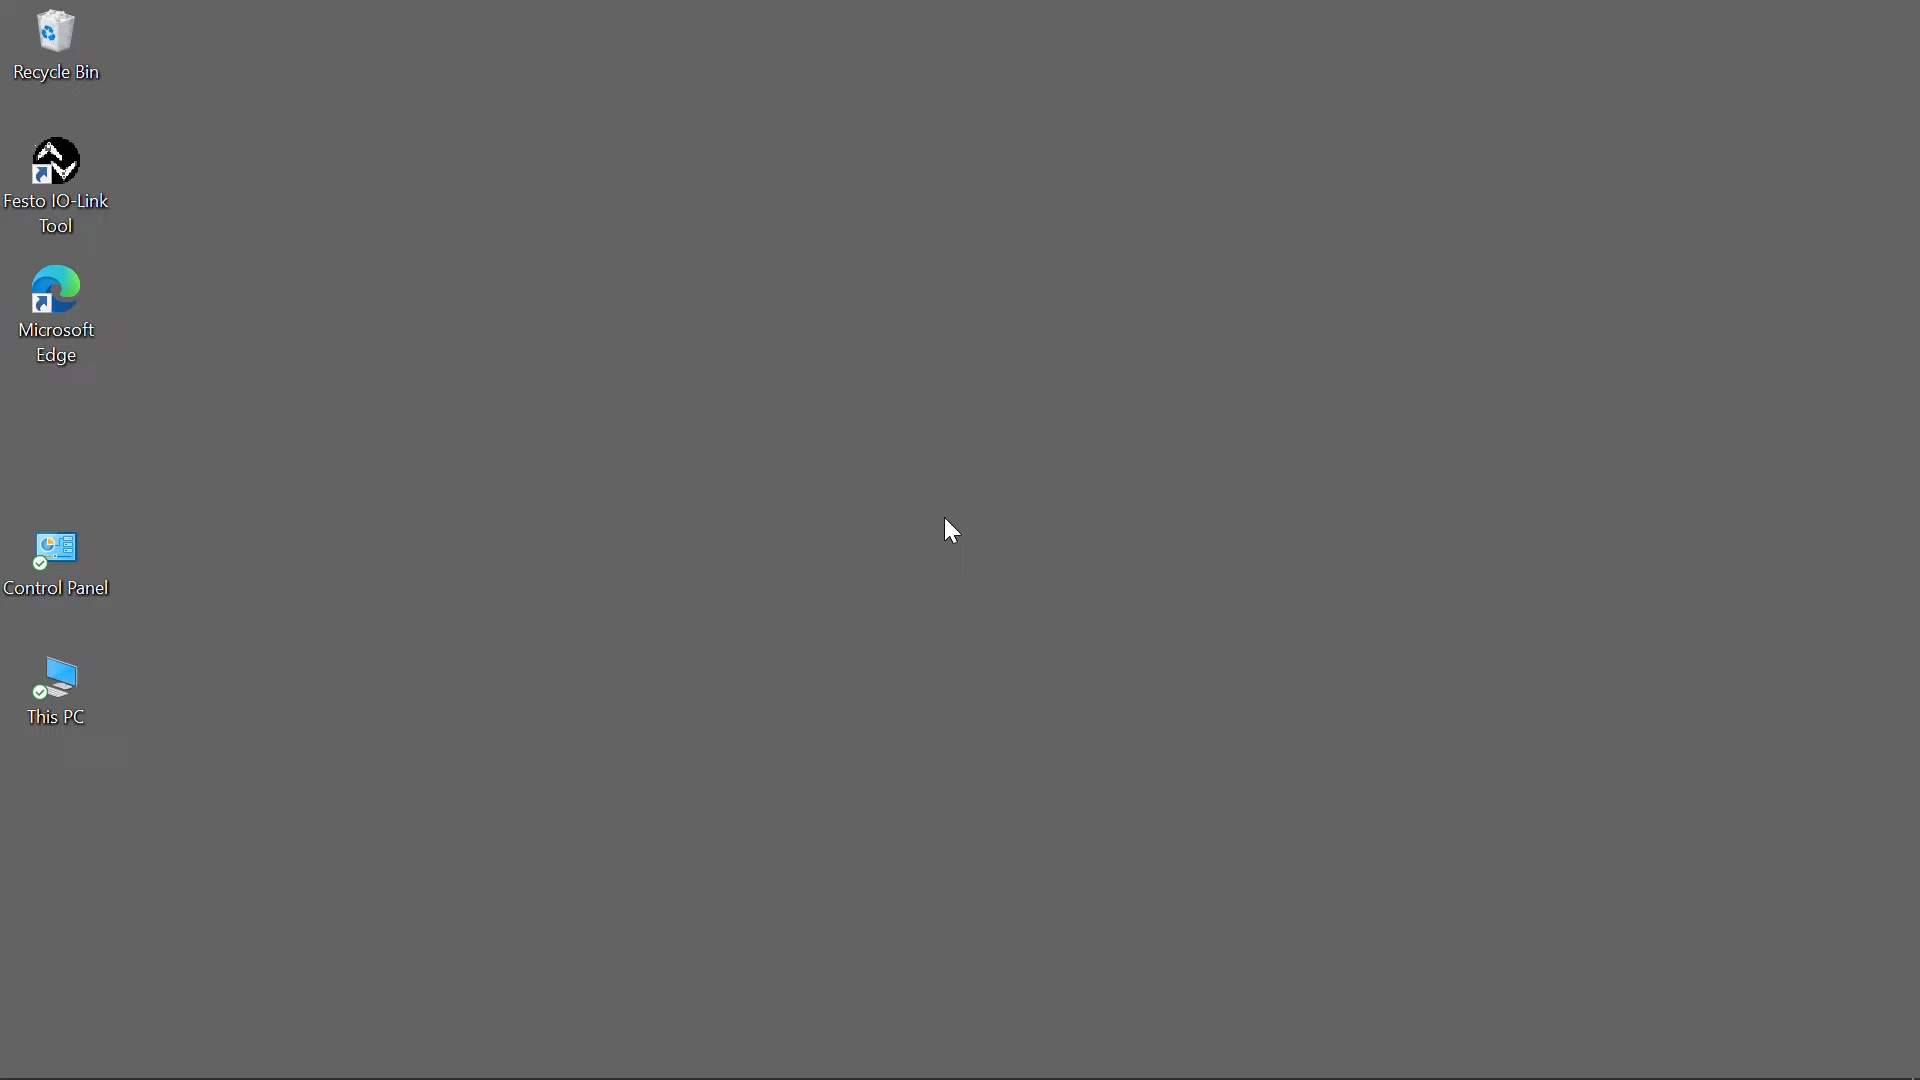 Recycle Bin
Festo IO-Link
Tool
Microsoft
Edge
Control Panel
This PC